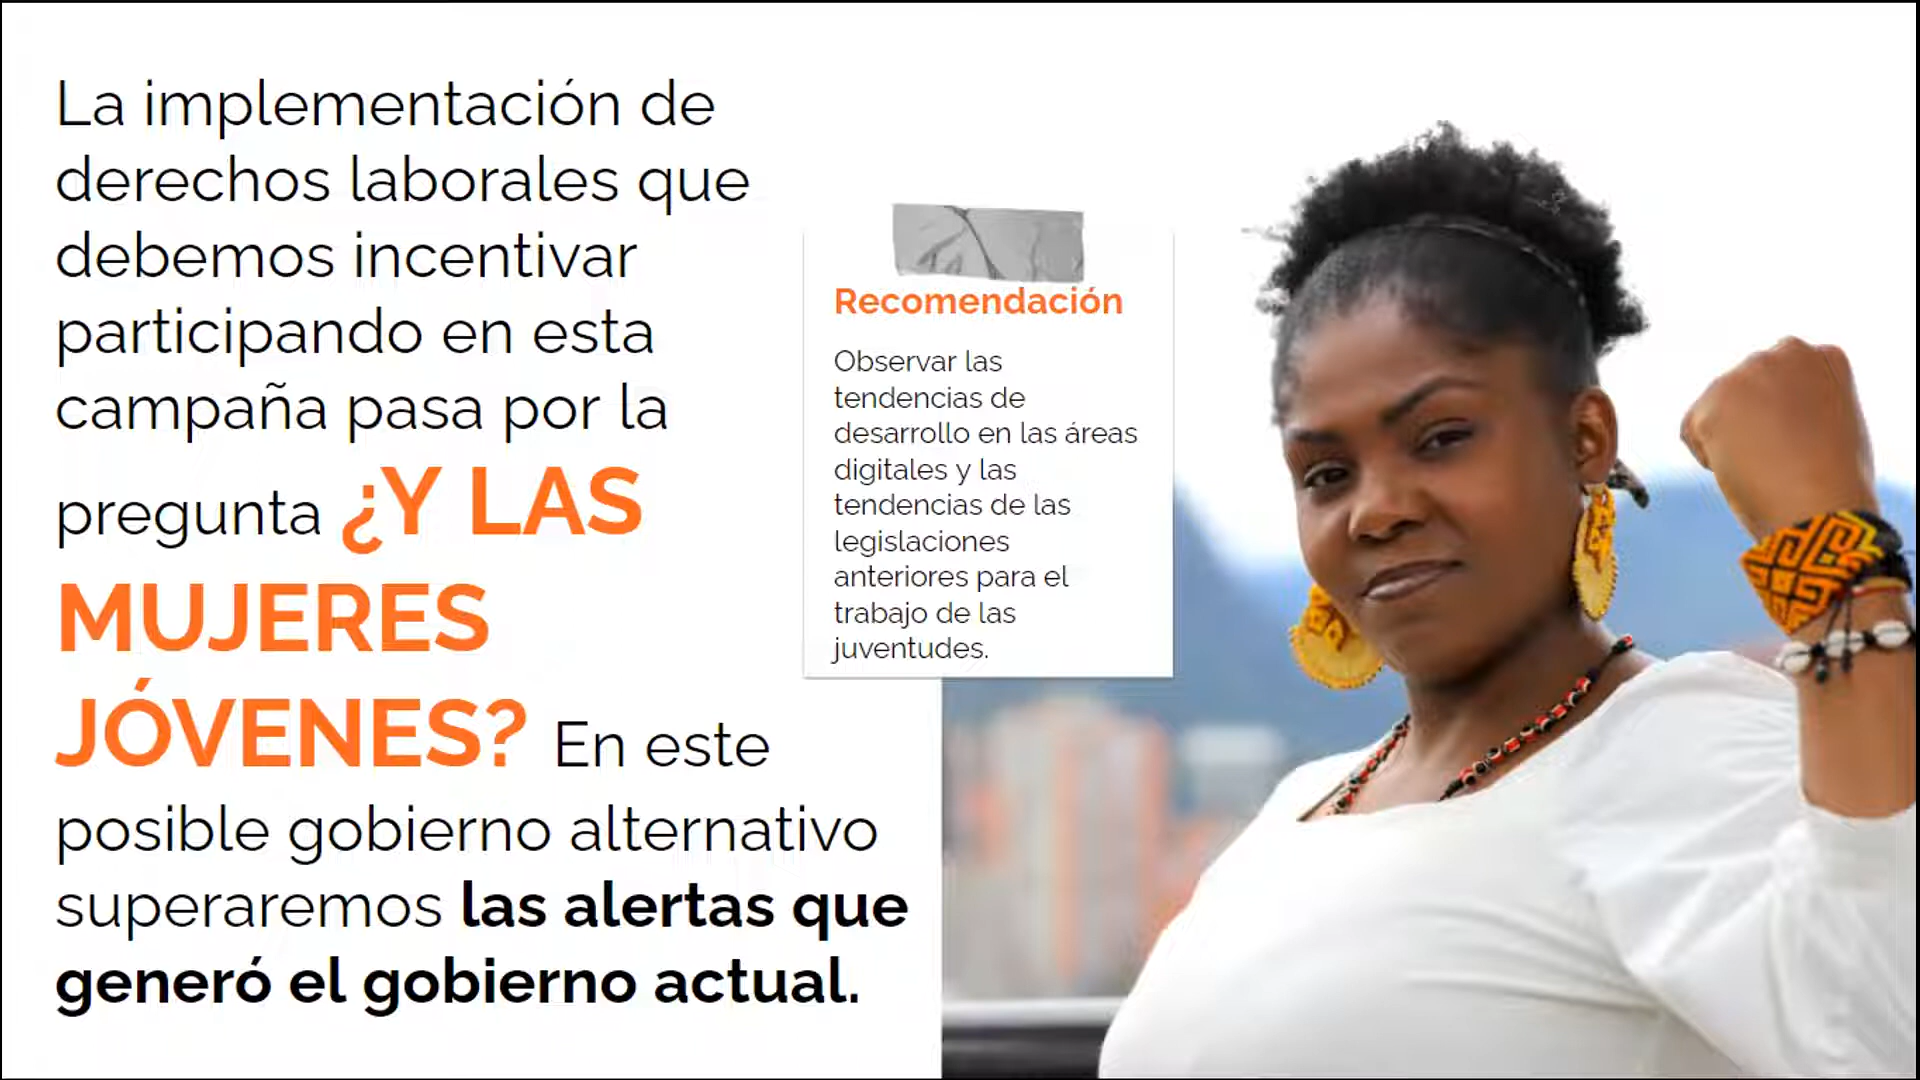 La implementación de
derechos laborales que
debemos incentivar
participando en esta
campaña pasa por la
pregunta ¿Y LAS
MUJERES
JÓVENES? En este
posible gobierno alternativo
superaremos las alertas que
generó el gobierno actual.
Recomendación
Observar las
tendencias de
desarrollo en las áreas
digitales y las
tendencias de las
legislaciones
anteriores para el
trabajo de las
juventudes.